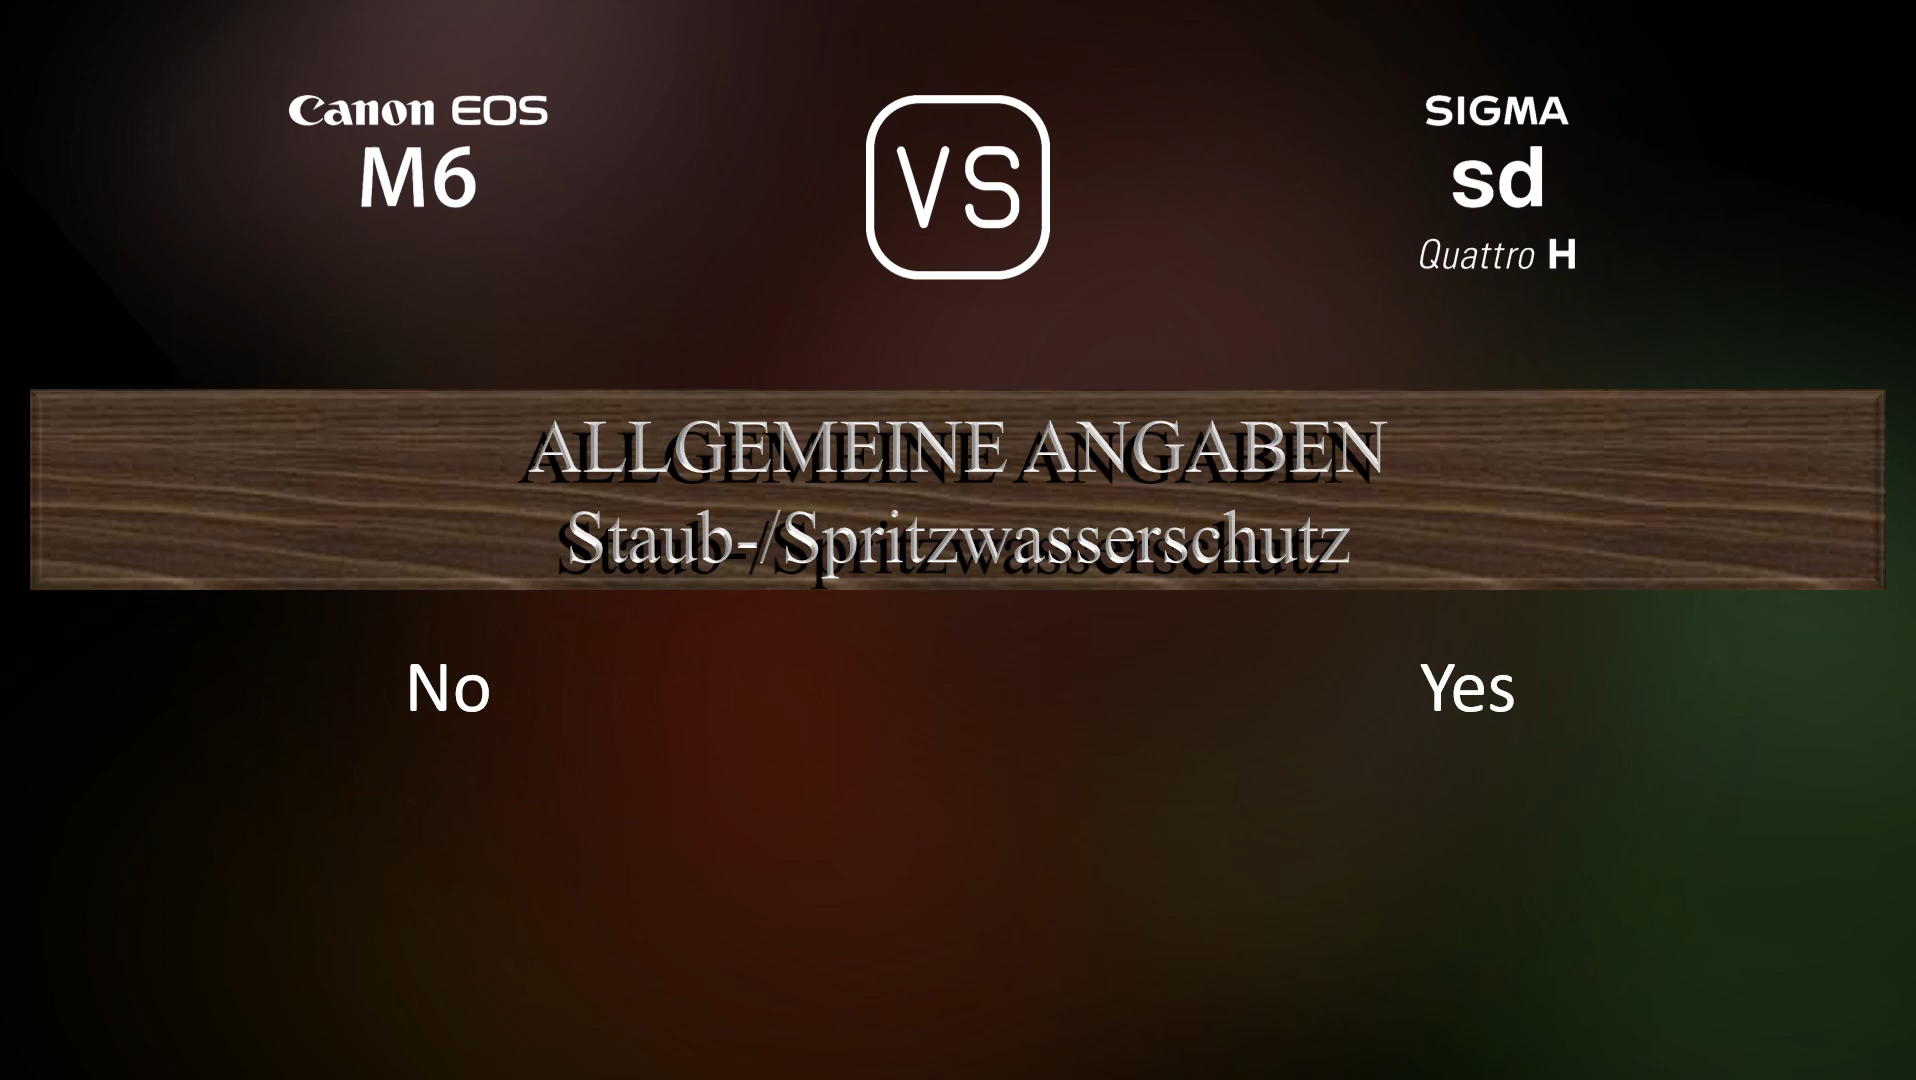 Canon EOS
M6
VS
SIGMA
sd
Quattro H
ALLGEMEINE ANGABEN
Staub-/Spritzwasserschutz
No
Yes